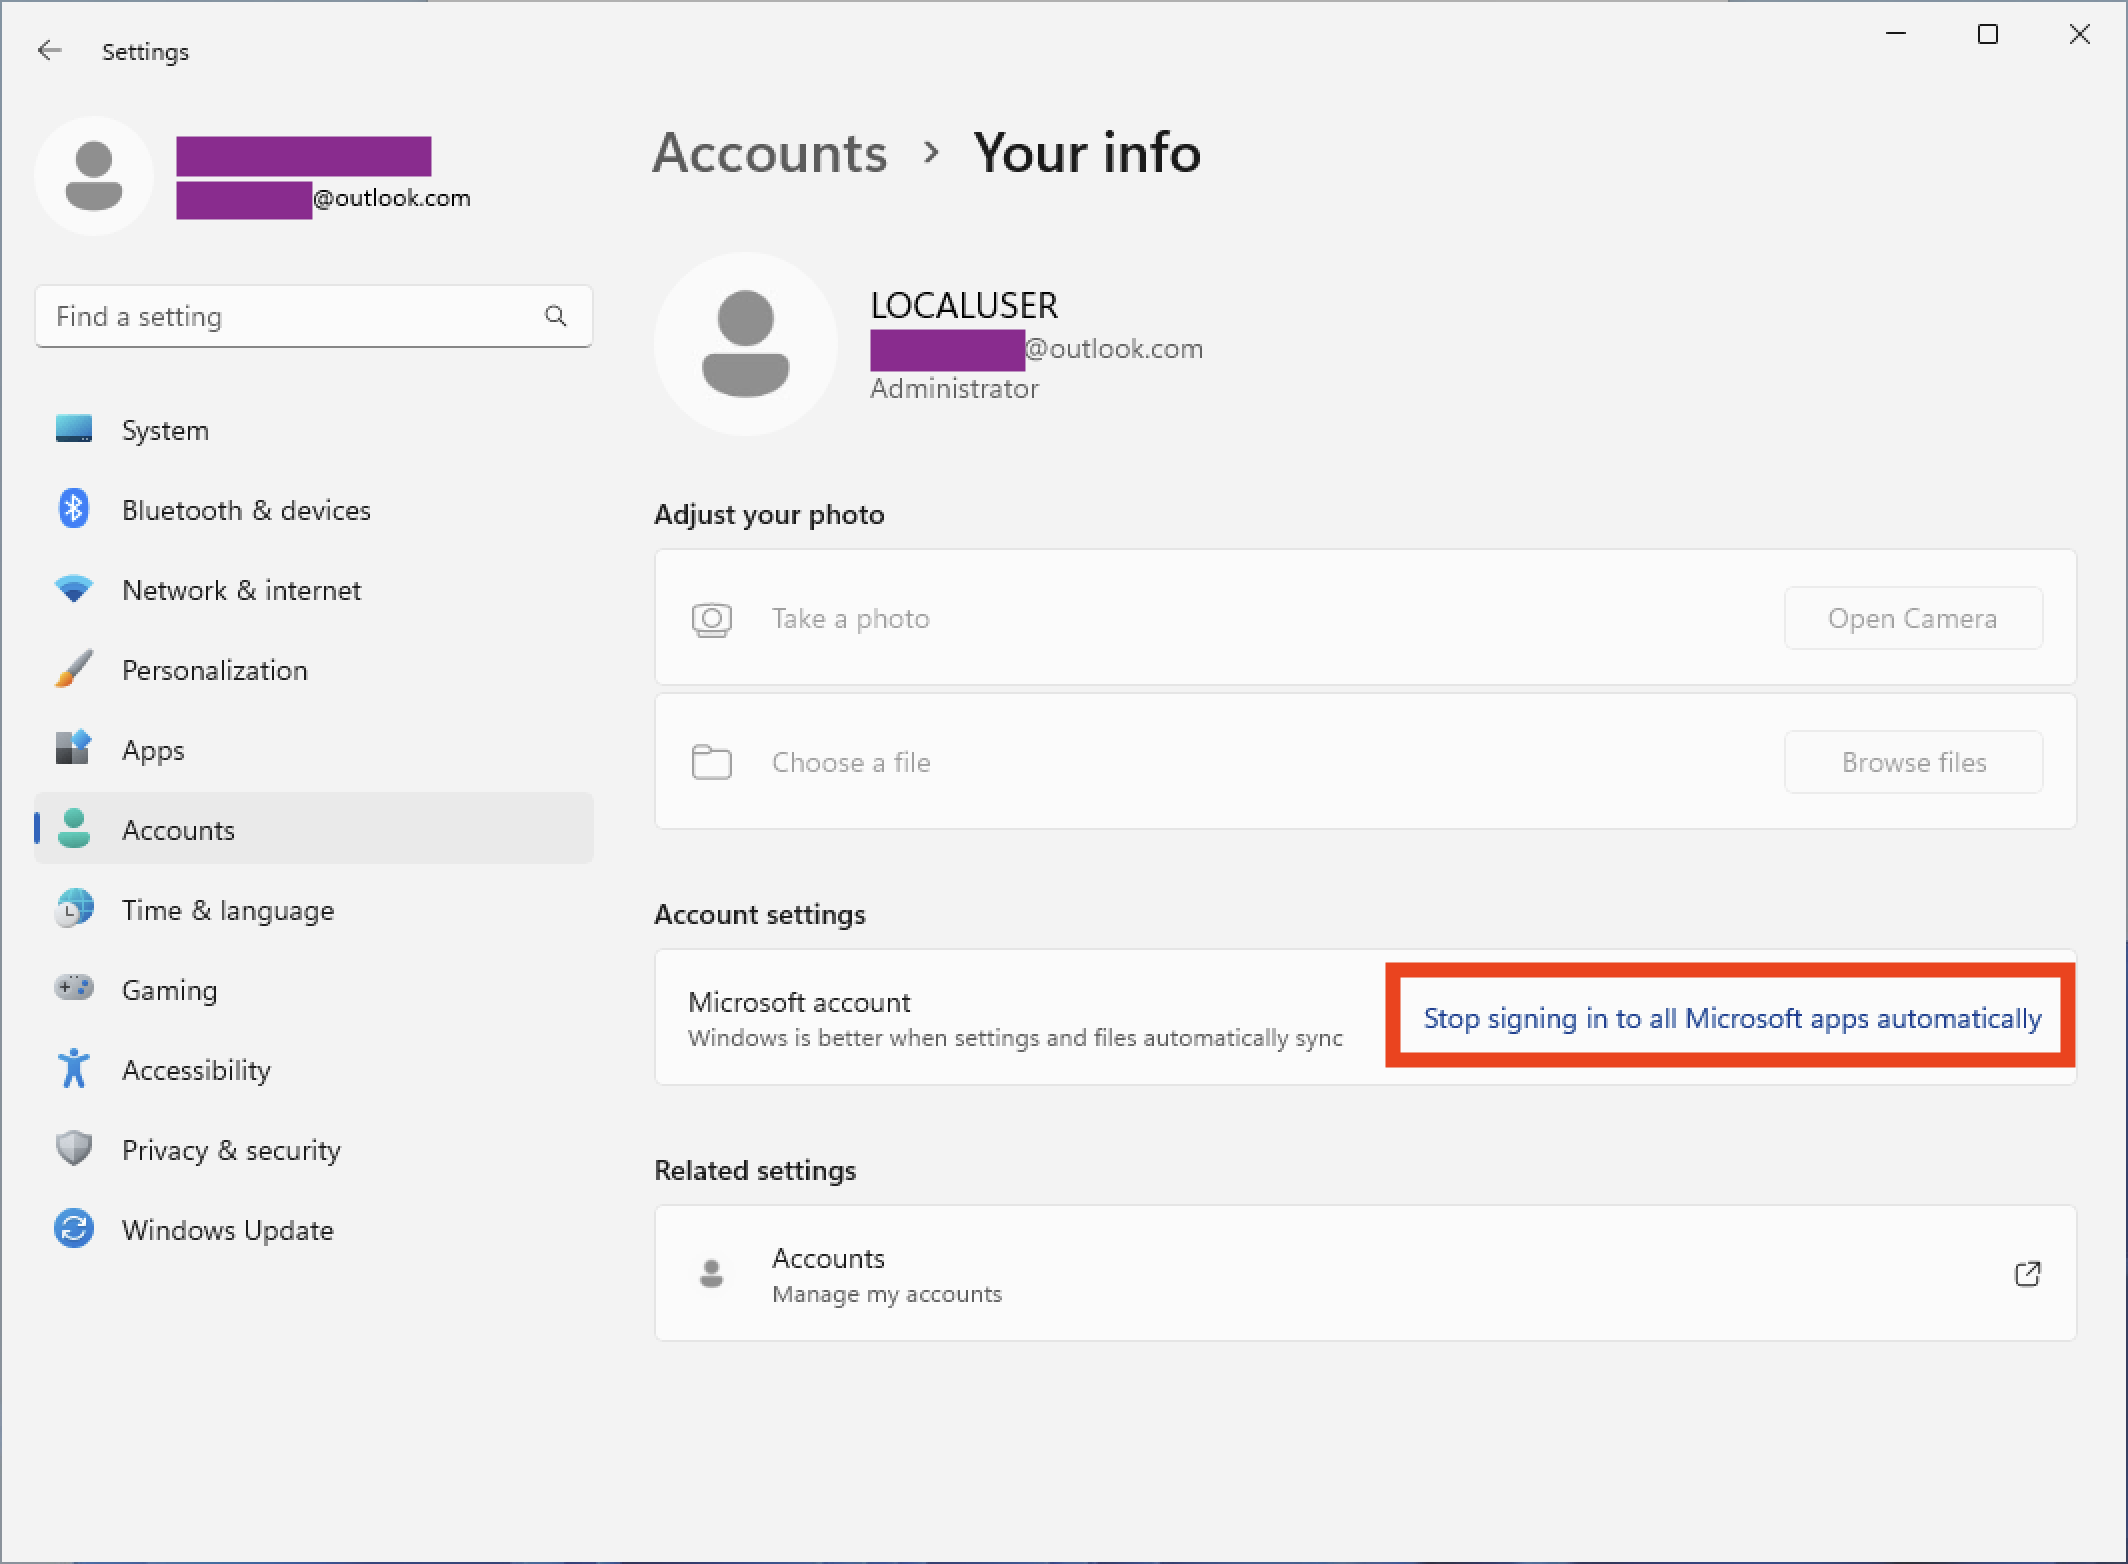 Settings
@outlook.com
Find a setting
System
Bluetooth & devices
Network & internet
Personalization
Apps
Accounts
Time & language
Gaming
Accessibility
Privacy & security
Windows Update
Accounts > Your info
LOCALUSER
@outlook.com
Administrator
Adjust your photo
Take a photo
Open Camera
Choose a file
Browse files
Account settings
Microsoft account
Windows is better when settings and files automatically sync
Stop signing in to all Microsoft apps automatically
Related settings
Accounts
Manage my accounts